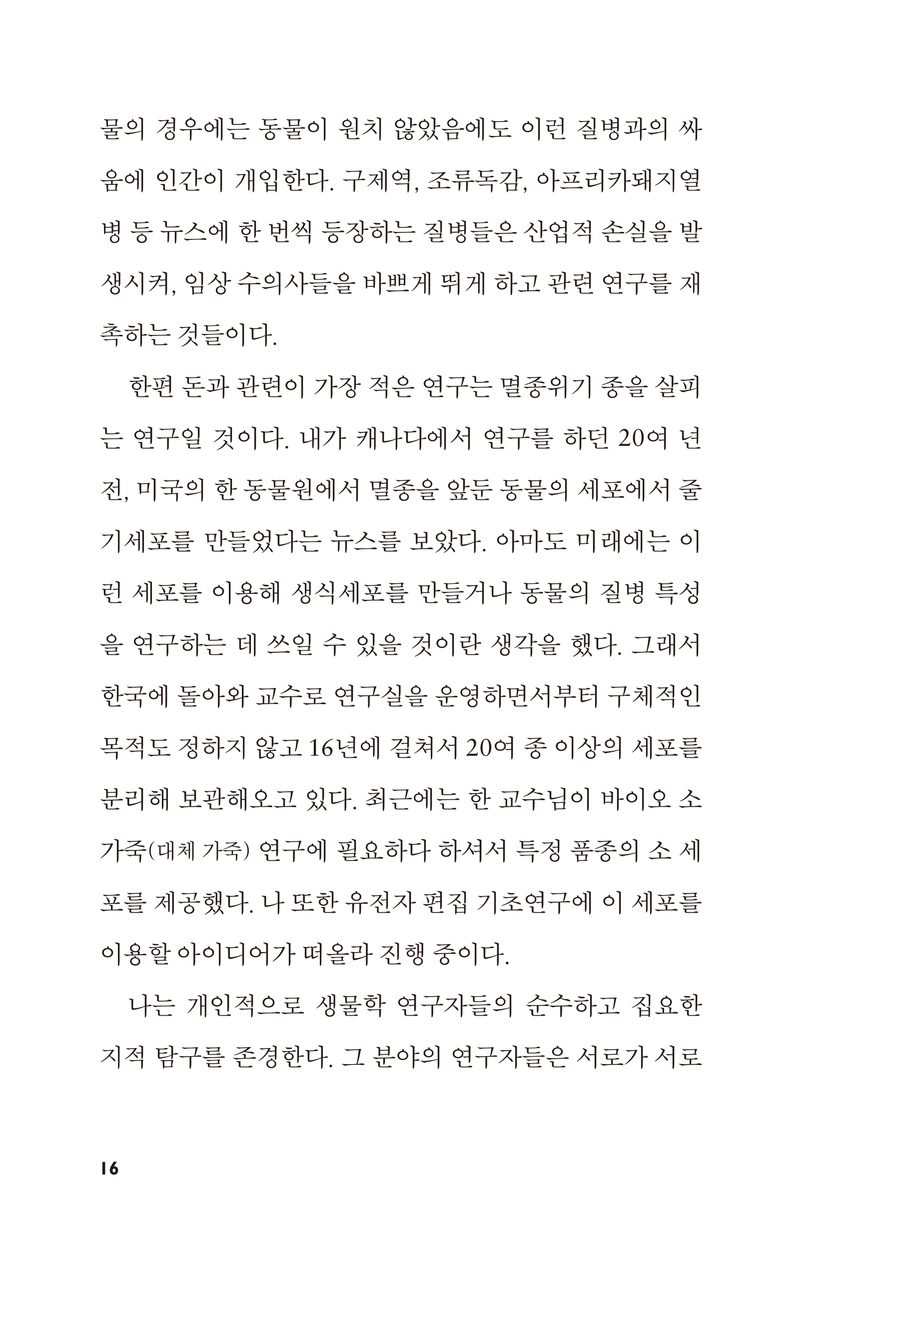 물의 경우에는 동물이 원치 않았음에도 이런 질병과의 싸
움에 인간이 개입한다. 구제역, 조류독감, 아프리카돼지열
병 등 뉴스에 한 번씩 등장하는 질병들은 산업적 손실을 발
생시켜, 임상 수의사들을 바쁘게 뛰게 하고 관련 연구를 재
촉하는 것들이다.
한편 돈과 관련이 가장 적은 연구는 멸종위기 종을 살피
는 연구일 것이다. 내가 캐나다에서 연구를 하던 20여 년
전, 미국의 한 동물원에서 멸종을 앞둔 동물의 세포에서 줄
기세포를 만들었다는 뉴스를 보았다. 아마도 미래에는 이
런 세포를 이용해 생식세포를 만들거나 동물의 질병 특성
을 연구하는 데 쓰일 수 있을 것이란 생각을 했다. 그래서
한국에 돌아와 교수로 연구실을 운영하면서부터 구체적인
목적도 정하지 않고 16년에 걸쳐서 20여 종 이상의 세포를
분리해 보관해오고 있다. 최근에는 한 교수님이 바이오 소
가죽(대체 가죽) 연구에 필요하다 하셔서 특정 품종의 소 세
포를 제공했다. 나 또한 유전자 편집 기초연구에 이 세포를
이용할 아이디어가 떠올라 진행 중이다.
나는 개인적으로 생물학 연구자들의 순수하고 집요한
지적 탐구를 존경한다. 그 분야의 연구자들은 서로가 서로
16